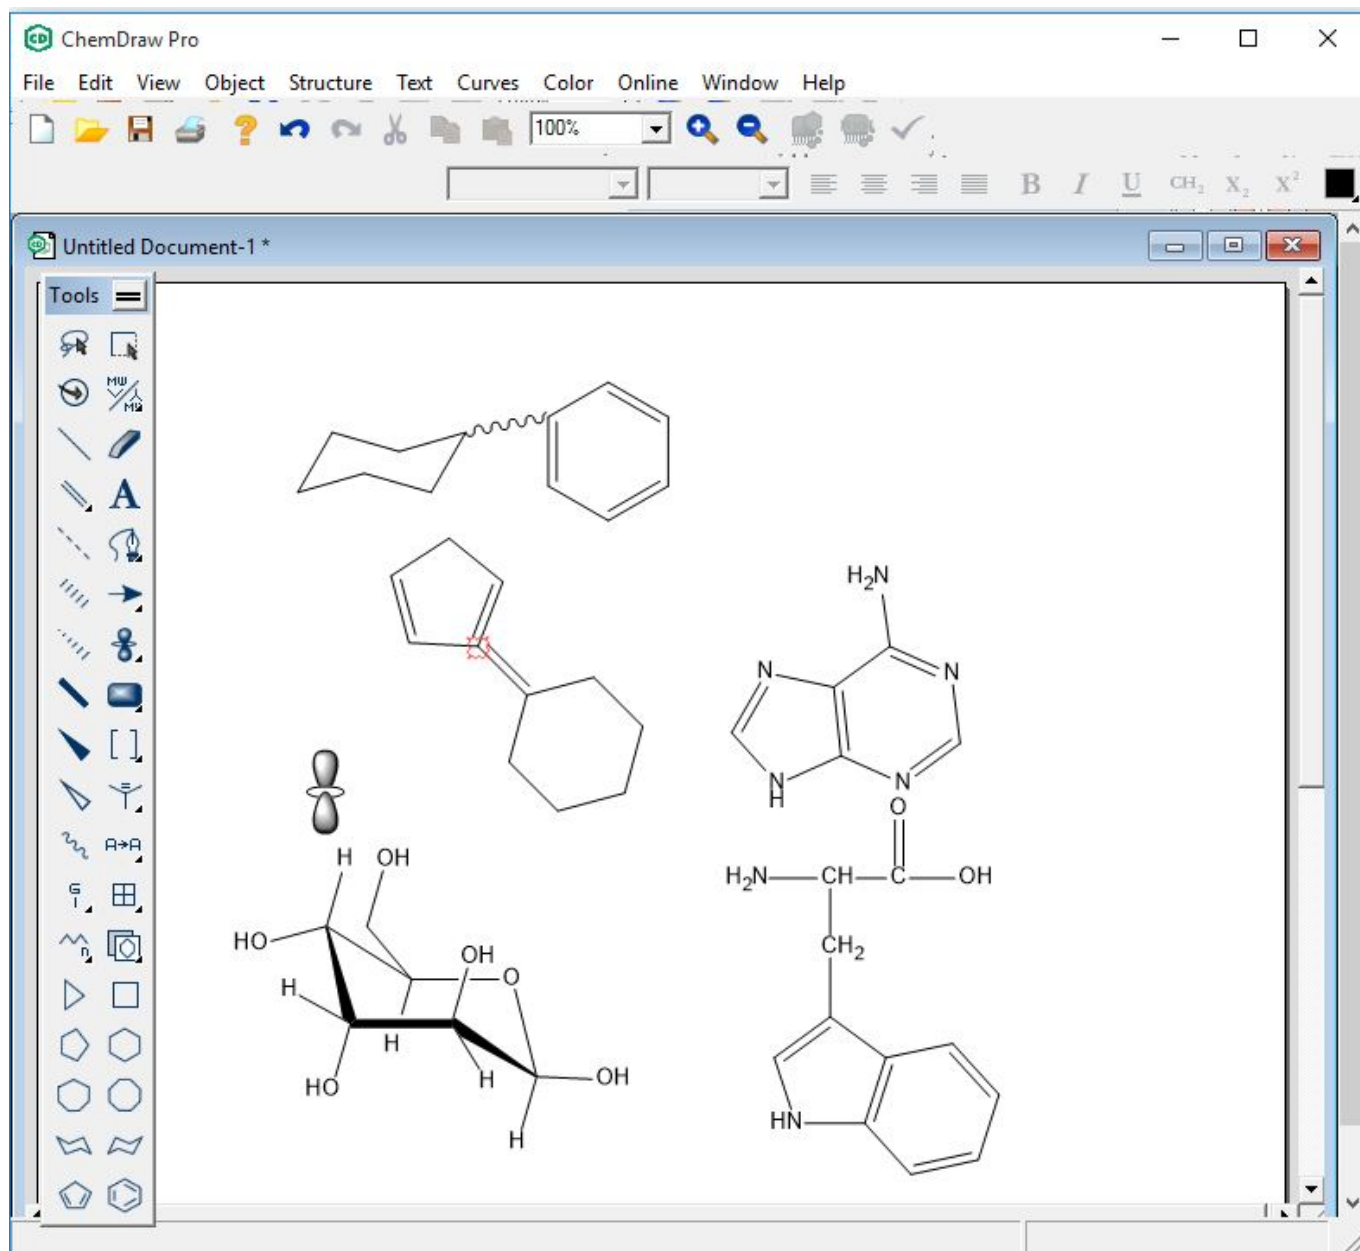 ChemDraw Pro
File Edit View Object Structure Text Curves Color Online Window Help
100%
B I U CH₂ X₂ X²
Untitled Document-1 *
Tools
MW
A
[ ]
A→A
n
H₂N
N
N
N
H
N
O
H₂N—CH—C—OH
CH₂
HN
H
OH
HO
OH
O
H
H
HO
H
OH
H